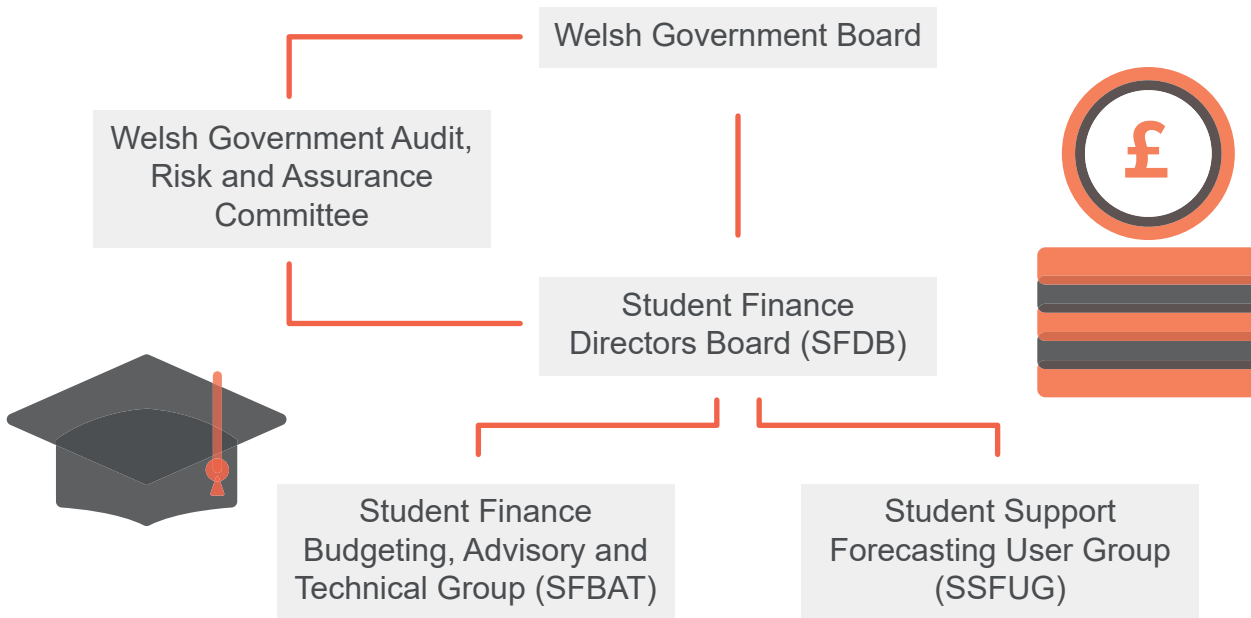 Welsh Government Board
Welsh Government Audit,
Risk and Assurance
Committee
£
Student Finance
Directors Board (SFDB)
Student Finance
Budgeting, Advisory and
Technical Group (SFBAT)
Student Support
Forecasting User Group
(SSFUG)